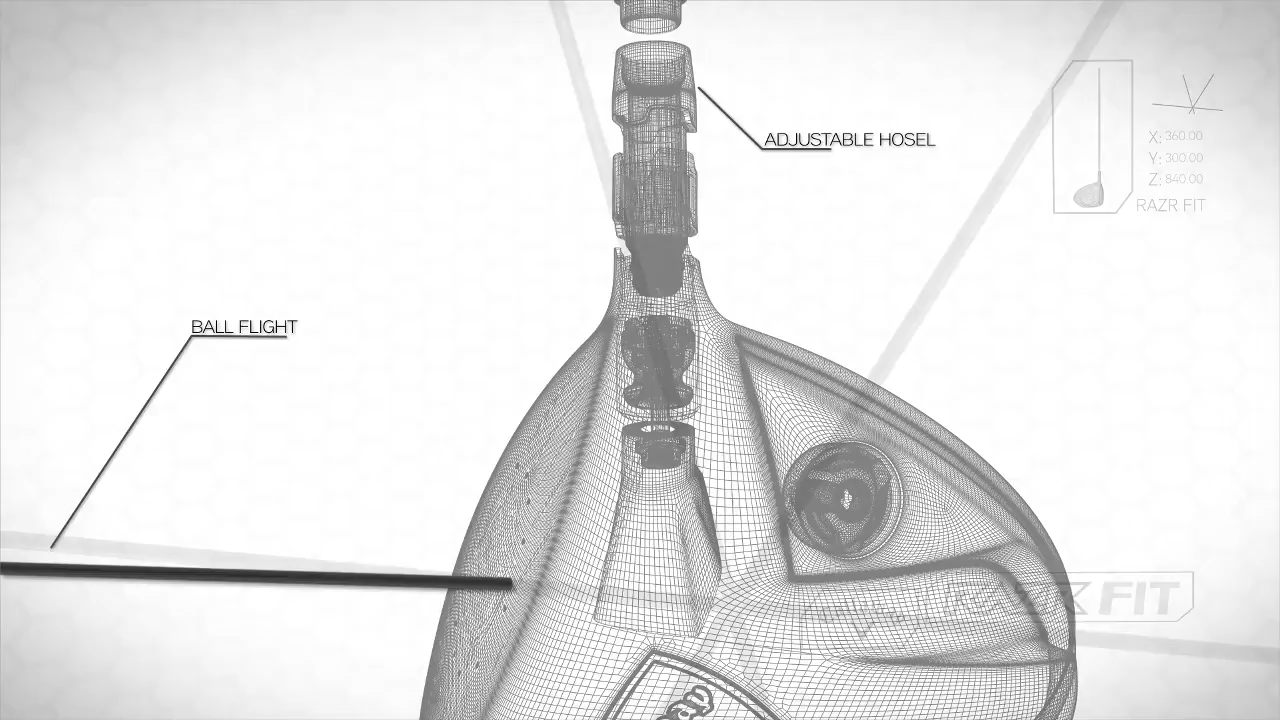 ADJUSTABLE HOSEL
X: 360.00
Y: 300.00
Z: 840.00
RAZR FIT
BALL FLIGHT
FIT